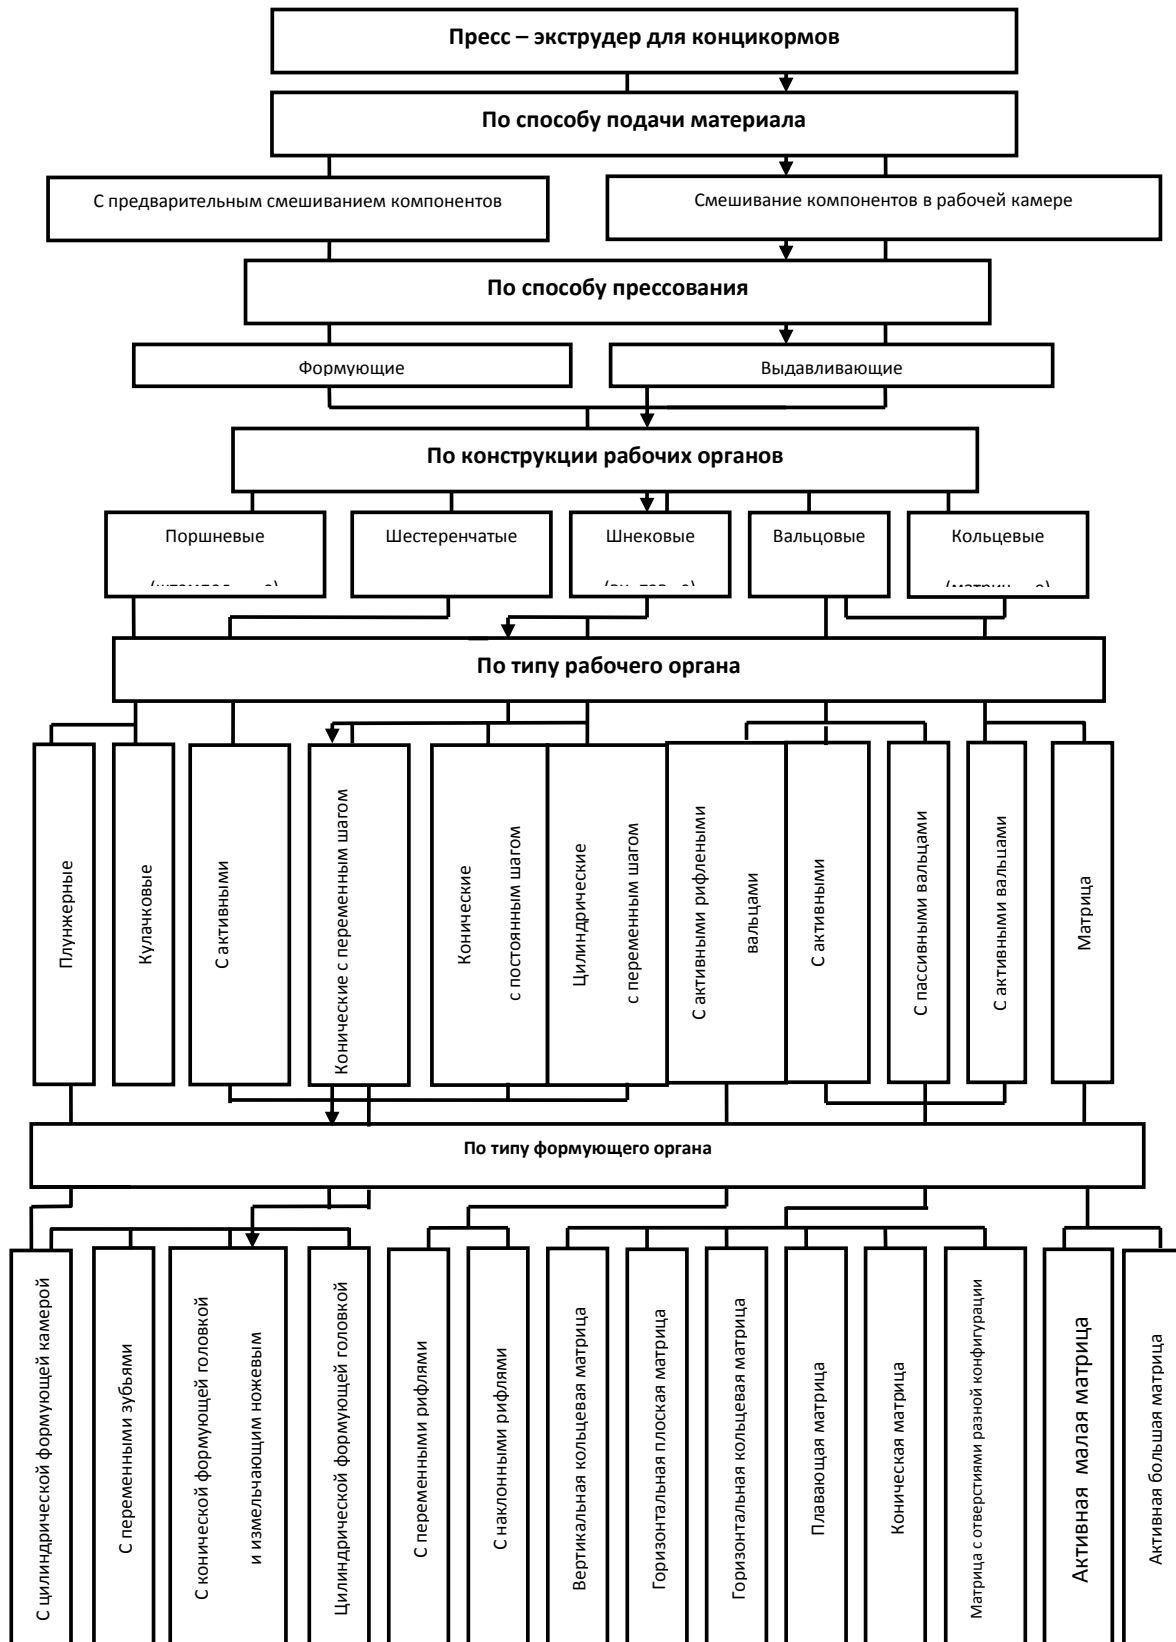 Пресс – экструдер для концикормов
По способу подачи материала
С предварительным смешиванием компонентов
Смешивание компонентов в рабочей камере
По способу прессования
Формующие
Выдавливающие
По конструкции рабочих органов
Поршневые
Шестеренчатые
Шнековые
Вальцовые
Кольцевые
По типу рабочего органа
Плунжерные
Кулачковые
С активными
Конические с переменным шагом
Конические
с постоянным шагом
Цилиндрические
с переменным шагом
С активными рифлеными
вальцами
С активными
С пассивными вальцами
С активными вальцами
Матрица
По типу формующего органа
С цилиндрической формующей камерой
С переменными зубьями
С конической формующей головкой
и измельчающим ножевым
Цилиндрической формующей головкой
С переменными рифлями
С наклонными рифлями
Вертикальная кольцевая матрица
Горизонтальная плоская матрица
Горизонтальная кольцевая матрица
Плавающая матрица
Коническая матрица
Матрица с отверстиями разной конфигурации
Активная малая матрица
Активная большая матрица